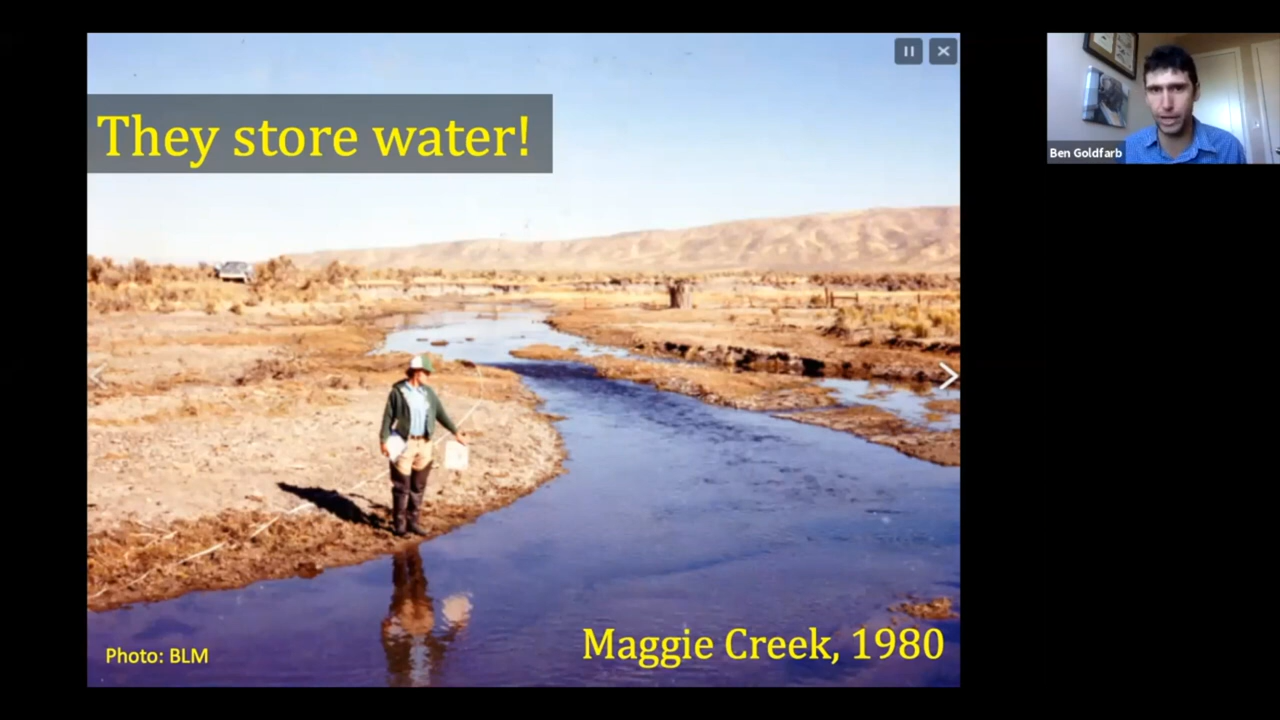 They store water!
Ben Goldfarb
Photo: BLM
Maggie Creek, 1980